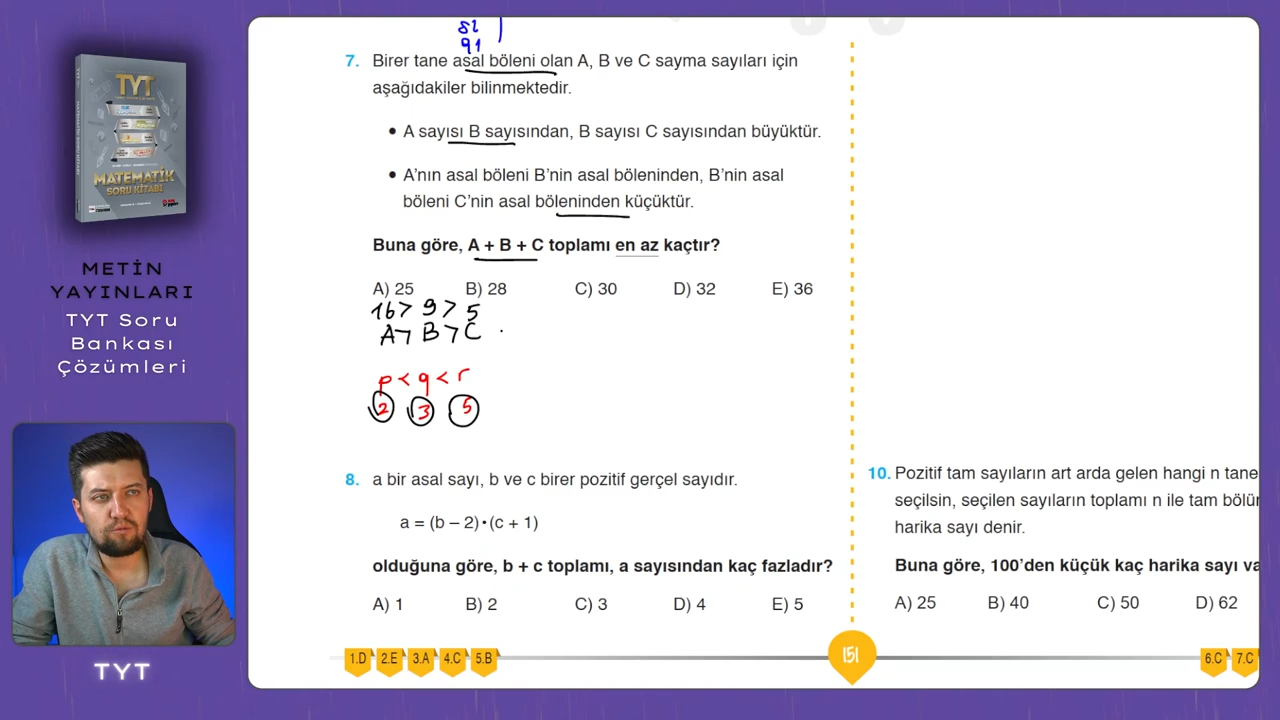 TYT
MATEMATİK
SORU KİTABI
METİN
YAYINLARI
TYT Soru
Bankası
Çözümleri
TYT
52
91
7. Birer tane asal böleni olan A, B ve C sayma sayıları için
aşağıdakiler bilinmektedir.
• A sayısı B sayısından, B sayısı C sayısından büyüktür.
• A’nın asal böleni B’nin asal böleninden, B’nin asal
böleni C’nin asal böleninden küçüktür.
Buna göre, A + B + C toplamı en az kaçtır?
A) 25 B) 28 C) 30 D) 32 E) 36
16 > 9 > 5
A > B > C
p < q < r
2 3 5
8. a bir asal sayı, b ve c birer pozitif gerçel sayıdır.
a = (b – 2)•(c + 1)
olduğuna göre, b + c toplamı, a sayısından kaç fazladır?
A) 1 B) 2 C) 3 D) 4 E) 5
1.D 2.E 3.A 4.C 5.B
151
10. Pozitif tam sayıların art arda gelen hangi n tane
seçilsin, seçilen sayıların toplamı n ile tam bölü
harika sayı denir.
Buna göre, 100’den küçük kaç harika sayı va
A) 25 B) 40 C) 50 D) 62
6.C 7.C